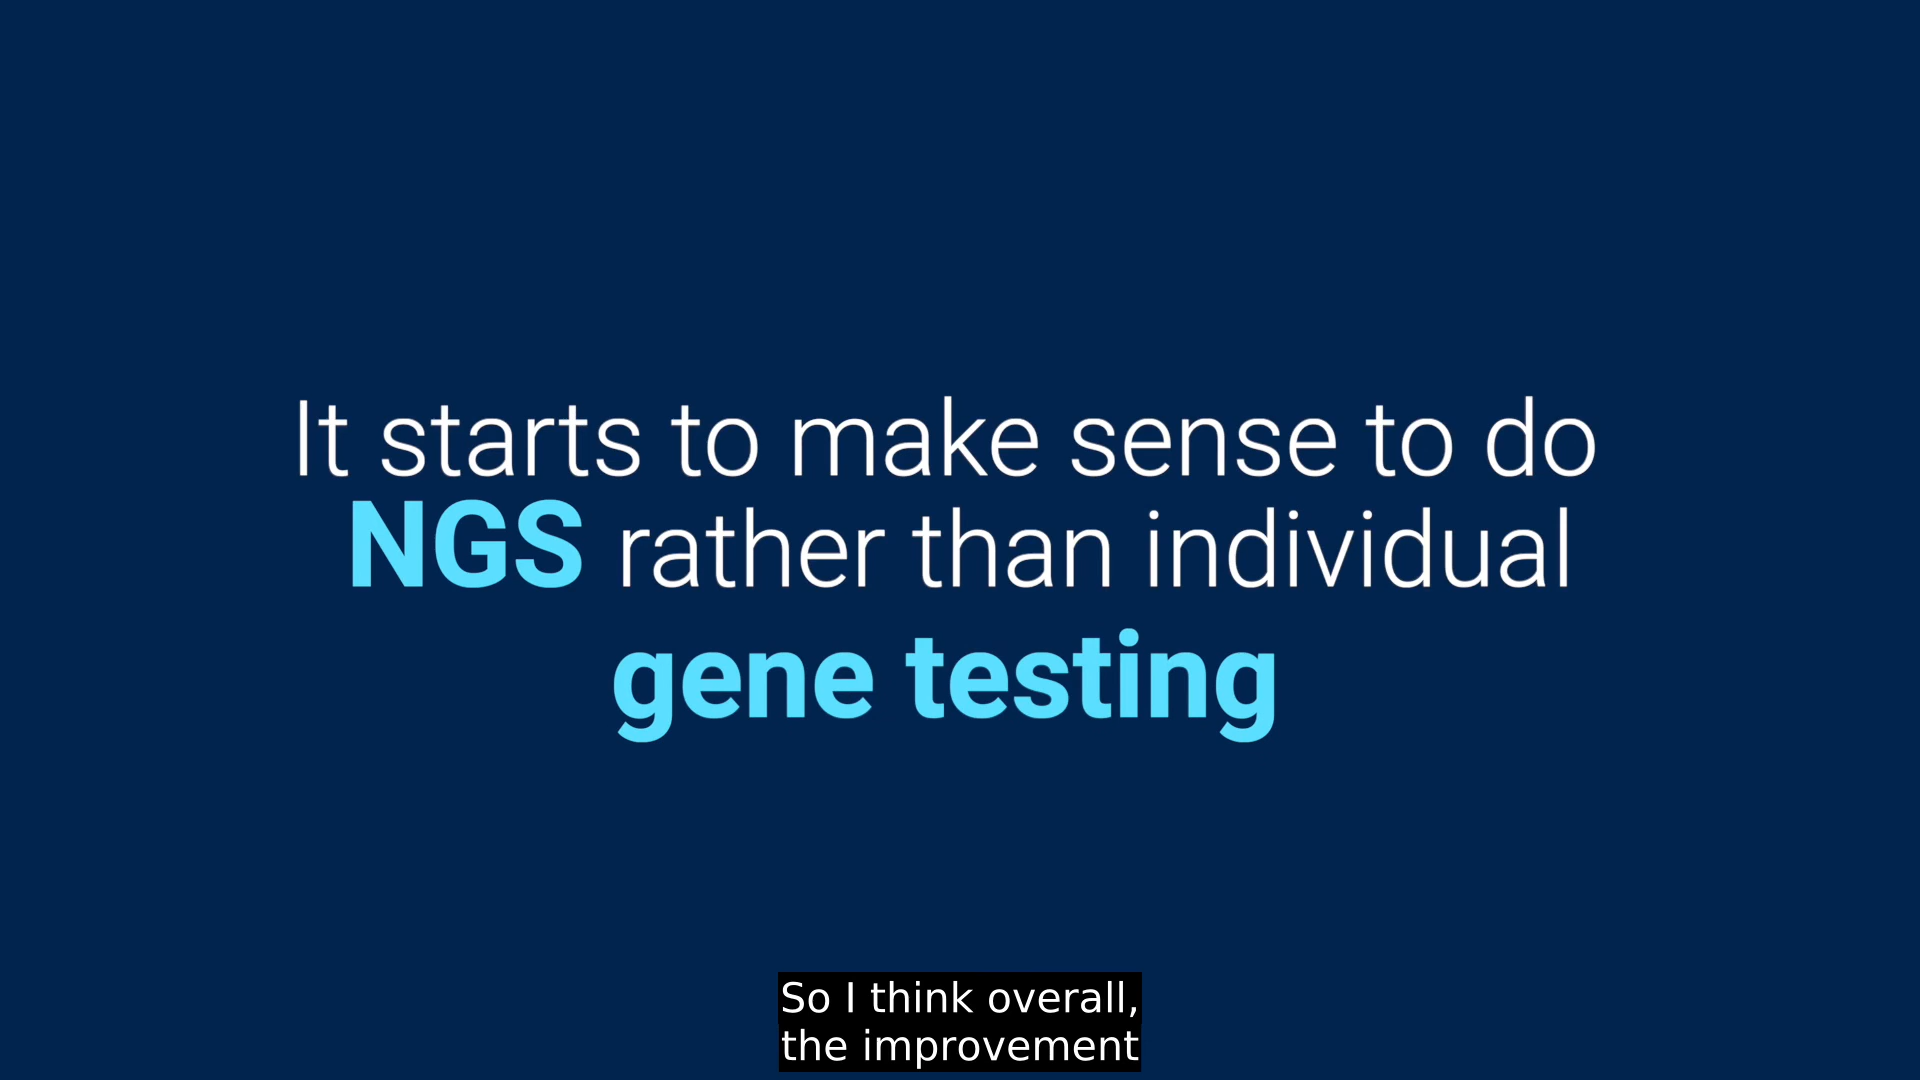 It starts to make sense to do
NGS rather than individual
gene testing
So I think overall,
the improvement